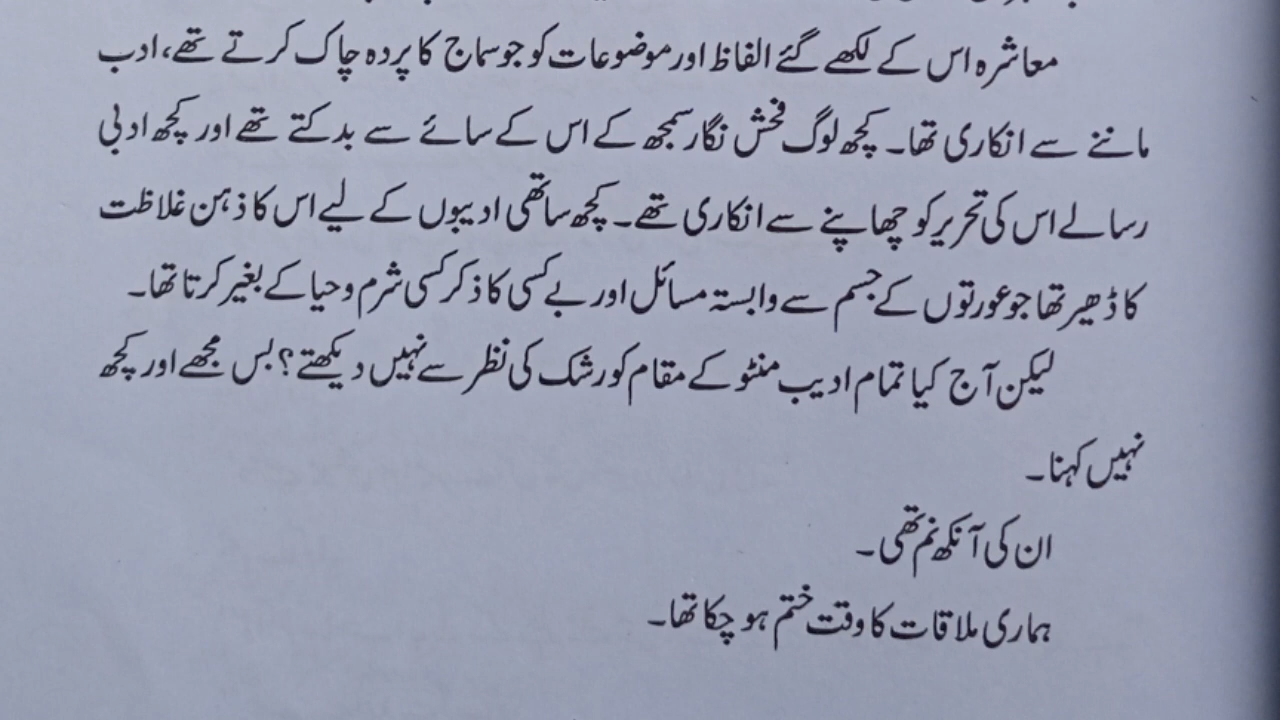 معاشرہ اس کے لکھے گئے الفاظ اور موضوعات کو جو سماج کا پردہ چاک کرتے تھے، ادب
ماننے سے انکاری تھا۔ کچھ لوگ فحش نگار سمجھ کے اس کے سائے سے بدکتے تھے اور کچھ ادبی
رسالے اس کی تحریر کو چھاپنے سے انکاری تھے۔ کچھ ساتھی ادیبوں کے لیے اس کا ذہن غلاظت
کا ڈھیر تھا جو عورتوں کے جسم سے وابستہ مسائل اور بے کسی کا ذکر کسی شرم و حیا کے بغیر کرتا تھا۔
لیکن آج کیا تمام ادیب منٹو کے مقام کو رشک کی نظر سے نہیں دیکھتے؟ بس مجھے اور کچھ
نہیں کہنا۔
ان کی آنکھ نم تھی۔
ہماری ملاقات کا وقت ختم ہو چکا تھا۔